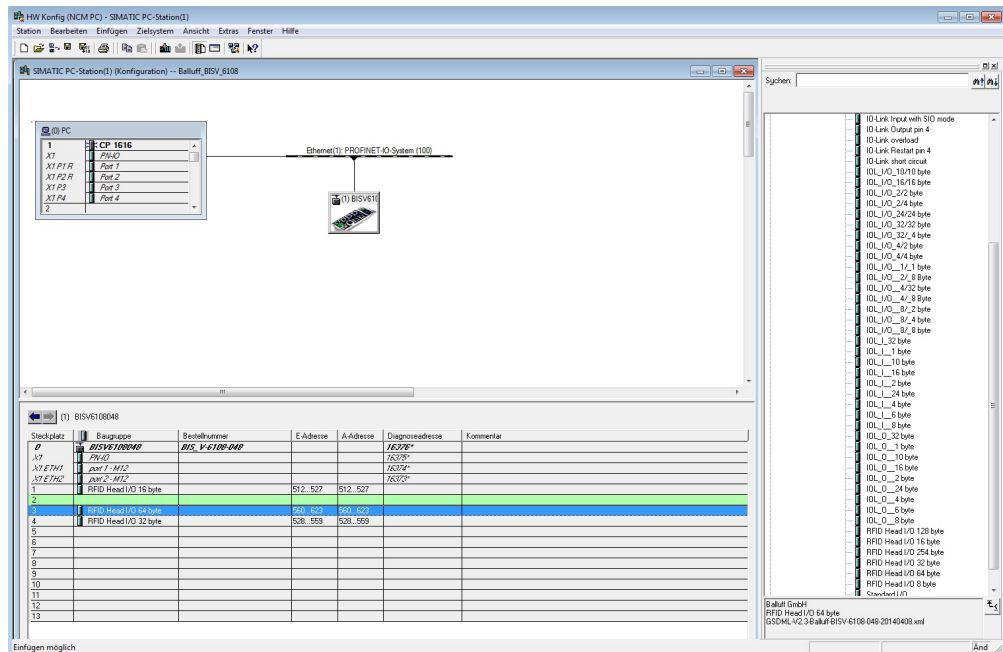 HW Konfig (NCM PC) - SIMATIC PC-Station(1)
Station Bearbeiten Einfügen Zielsystem Ansicht Extras Fenster Hilfe
SIMATIC PC-Station(1) (Konfiguration) -- Balluff_BISV_6108
(0) PC
1 CP 1616
X1 PN-IO
X1 P1 R Port 1
X1 P2 R Port 2
X1 P3 Port 3
X1 P4 Port 4
2
Ethernet(1): PROFINET-IO-System (100)
(1) BISV610
(1) BISV6108048
Steckplatz Baugruppe Bestellnummer E-Adresse A-Adresse Diagnoseadresse Kommentar
0 BISV6108048 BIS_V-6108-048 16376*
X1 PN-IO 16375*
X1 ETH1 port 1 - M12 16374*
X1 ETH2 port 2 - M12 16373*
1 RFID Head I/O 16 byte 512...527 512...527
2
3 RFID Head I/O 64 byte 560...623 560...623
4 RFID Head I/O 32 byte 528...559 528...559
5
6
7
8
9
10
11
12
13
Suchen:
IO-Link Input with SIO mode
IO-Link Output pin 4
IO-Link overload
IO-Link Restart pin 4
IO-Link short circuit
IOL_I/O_10/10 byte
IOL_I/O_16/16 byte
IOL_I/O_2/2 byte
IOL_I/O_2/4 byte
IOL_I/O_24/24 byte
IOL_I/O_32/32 byte
IOL_I/O_32/_4 byte
IOL_I/O_4/2 byte
IOL_I/O_4/4 byte
IOL_I/O__1/_1 byte
IOL_I/O__2/_8 Byte
IOL_I/O__4/32 byte
IOL_I/O__4/_8 Byte
IOL_I/O__8/_2 byte
IOL_I/O__8/_4 byte
IOL_I/O__8/_8 byte
IOL_I_32 byte
IOL_I__1 byte
IOL_I__10 byte
IOL_I__16 byte
IOL_I__2 byte
IOL_I__24 byte
IOL_I__4 byte
IOL_I__6 byte
IOL_I__8 byte
IOL_O_32 byte
IOL_O__1 byte
IOL_O__10 byte
IOL_O__16 byte
IOL_O__2 byte
IOL_O__24 byte
IOL_O__4 byte
IOL_O__6 byte
IOL_O__8 byte
RFID Head I/O 128 byte
RFID Head I/O 16 byte
RFID Head I/O 254 byte
RFID Head I/O 32 byte
RFID Head I/O 64 byte
RFID Head I/O 8 byte
Standard I/O
Balluff GmbH
RFID Head I/O 64 byte
GSDML-V2.3-Balluff-BISV-6108-048-20140408.xml
Einfügen möglich
Änd